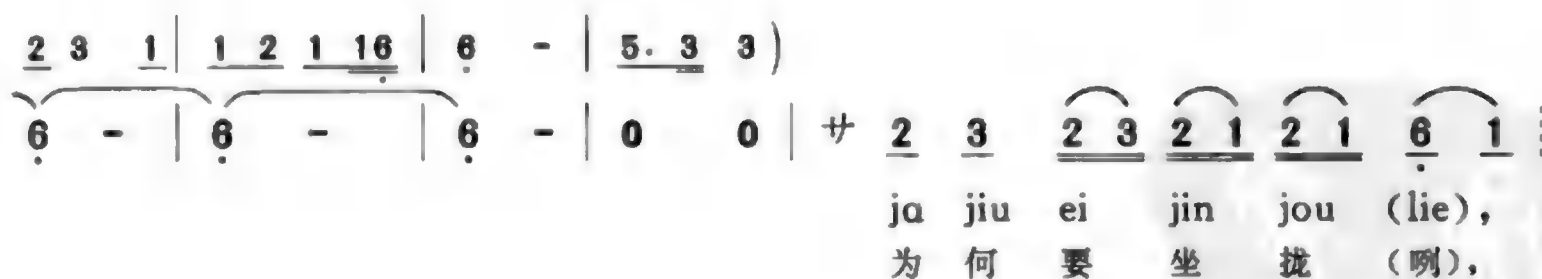 2 3 1 | 1 2 1 16 | 6 - | 5. 3 3 )
6 - | 6 - | 6 - | 0 0 | サ 2 3 2 3 2 1 2 1 6 1
ja jiu ei jin jou (lie),
为 何 要 坐 拢 (咧),